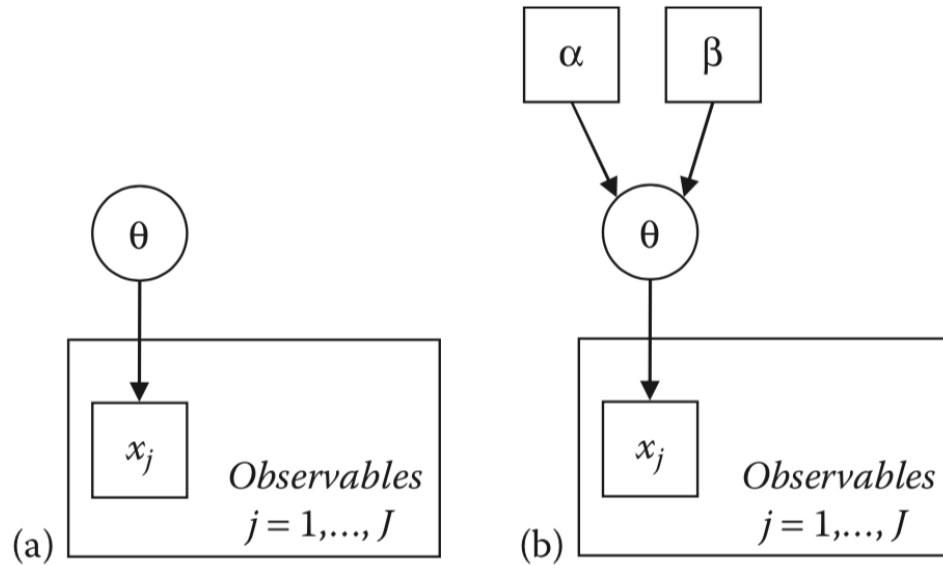 α β
θ θ
x_j x_j
Observables Observables
j = 1,..., J j = 1,..., J
(a) (b)